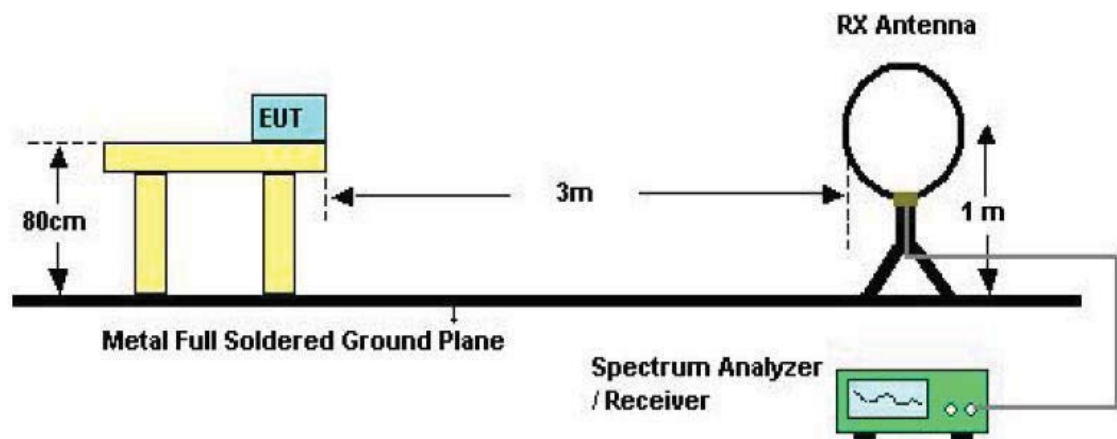 RX Antenna
EUT
3m
80cm
1 m
Metal Full Soldered Ground Plane
Spectrum Analyzer
/ Receiver